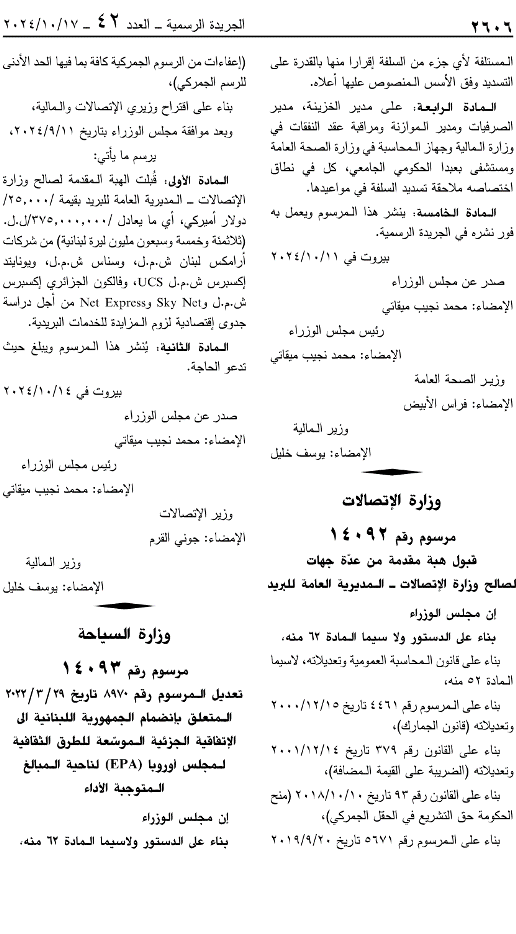 ٢٦٠٦
الجريدة الرسمية ــ العدد ٤٢ ــ ٢٠٢٤/١٠/١٧
المستلفة لأي جزء من السلفة إقرارا منها بالقدرة على
التسديد وفق الأسس المنصوص عليها أعلاه.
المادة الرابعة: على مدير الخزينة، مدير
الصرفيات ومدير الموازنة ومراقبة عقد النفقات في
وزارة المالية وجهاز المحاسبة في وزارة الصحة العامة
ومستشفى بعبدا الحكومي الجامعي، كل في نطاق
اختصاصه ملاحقة تسديد السلفة في مواعيدها.
المادة الخامسة: ينشر هذا المرسوم ويعمل به
فور نشره في الجريدة الرسمية.
بيروت في ٢٠٢٤/١٠/١١
صدر عن مجلس الوزراء
الإمضاء: محمد نجيب ميقاتي
رئيس مجلس الوزراء
الإمضاء: محمد نجيب ميقاتي
وزير الصحة العامة
الإمضاء: فراس الأبيض
وزير المالية
الإمضاء: يوسف خليل
وزارة الإتصالات
مرسوم رقم ١٤٠٩٢
قبول هبة مقدمة من عدّة جهات
لصالح وزارة الإتصالات ــ المديرية العامة للبريد
إن مجلس الوزراء
بناء على الدستور ولا سيما المادة ٦٢ منه،
بناء على قانون المحاسبة العمومية وتعديلاته، لاسيما
المادة ٥٢ منه،
بناء على المرسوم رقم ٤٤٦١ تاريخ ٢٠٠٠/١٢/١٥
وتعديلاته (قانون الجمارك)،
بناء على القانون رقم ٣٧٩ تاريخ ٢٠٠١/١٢/١٤
وتعديلاته (الضريبة على القيمة المضافة)،
بناء على القانون رقم ٩٣ تاريخ ٢٠١٨/١٠/١٠ (منح
الحكومة حق التشريع في الحقل الجمركي)،
بناء على المرسوم رقم ٥٦٧١ تاريخ ٢٠١٩/٩/٢٠
(إعفاءات من الرسوم الجمركية كافة بما فيها الحد الأدنى
للرسم الجمركي)،
بناء على اقتراح وزيري الإتصالات والمالية،
وبعد موافقة مجلس الوزراء بتاريخ ٢٠٢٤/٩/١١،
يرسم ما يأتي:
المادة الأولى: قُبلت الهبة المقدمة لصالح وزارة
الإتصالات ــ المديرية العامة للبريد بقيمة /٢٥,٠٠٠/
دولار أميركي، أي ما يعادل /٣٧٥,٠٠٠,٠٠٠/ل.ل.
(ثلاثمئة وخمسة وسبعون مليون ليرة لبنانية) من شركات
أرامكس لبنان ش.م.ل، وسناس ش.م.ل، ويونايتد
إكسبرس ش.م.ل UCS، وفالكون الجزائري إكسبرس
ش.م.ل وSky Net وNet Express من أجل دراسة
جدوى إقتصادية لزوم المزايدة للخدمات البريدية.
المادة الثانية: يُنشر هذا المرسوم ويبلغ حيث
تدعو الحاجة.
بيروت في ٢٠٢٤/١٠/١٤
صدر عن مجلس الوزراء
الإمضاء: محمد نجيب ميقاتي
رئيس مجلس الوزراء
الإمضاء: محمد نجيب ميقاتي
وزير الإتصالات
الإمضاء: جوني القرم
وزير المالية
الإمضاء: يوسف خليل
وزارة السياحة
مرسوم رقم ١٤٠٩٣
تعديل المرسوم رقم ٨٩٧٠ تاريخ ٢٠٢٢/٣/٢٩
المتعلق بإنضمام الجمهورية اللبنانية الى
الإتفاقية الجزئية الموسّعة للطرق الثقافية
لمجلس أوروبا (EPA) لناحية المبالغ
المتوجبة الأداء
إن مجلس الوزراء
بناء على الدستور ولاسيما المادة ٦٢ منه،